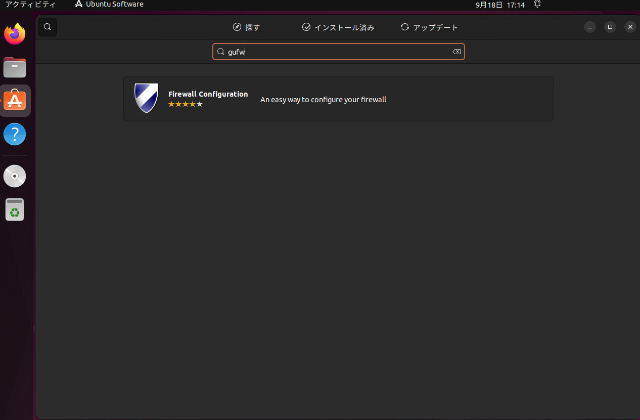 アクティビティ Ubuntu Software 9月18日 17:14
探す インストール済み アップデート
gufw
Firewall Configuration
An easy way to configure your firewall